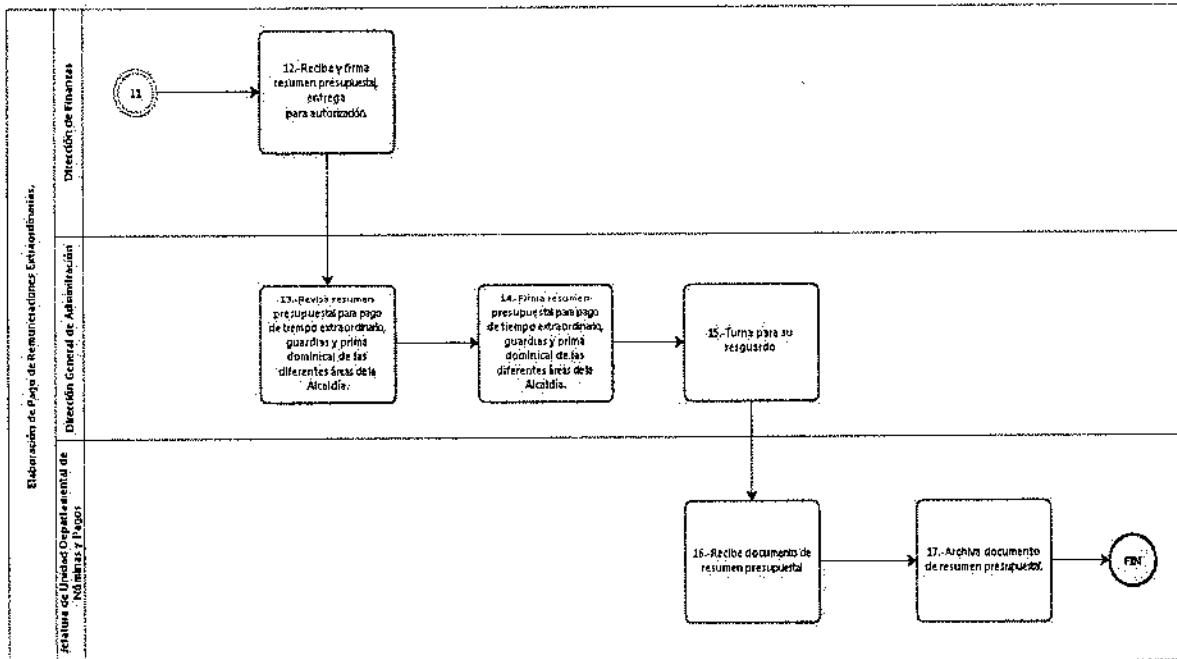 Elaboración de Pago de Remuneraciones Extraordinarias.
Dirección de Finanzas
11
12.-Recibe y firma
resumen presupuestal,
entrega
para autorización.
Dirección General de Administración
13.-Revisa resumen
presupuestal para pago
de tiempo extraordinario,
guardias y prima
dominical de las
diferentes áreas de la
Alcaldía.
14.-Firma resumen
presupuestal para pago
de tiempo extraordinario,
guardias y prima
dominical de las
diferentes áreas de la
Alcaldía.
15.-Turna para su
resguardo
Jefatura de Unidad Departamental de
Nóminas y Pagos
16.-Recibe documento de
resumen presupuestal
17.-Archiva documento
de resumen presupuestal.
FIN